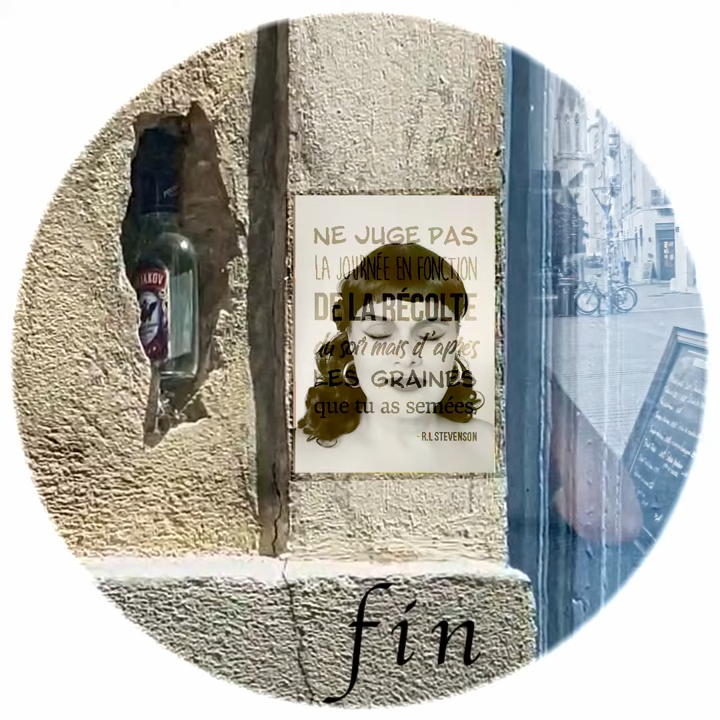 NE JUGE PAS
LA JOURNÉE EN FONCTION
DE LA RÉCOLTE
du soir mais d'après
LES GRAINES
que tu as semées.
- R.L STEVENSON
fin